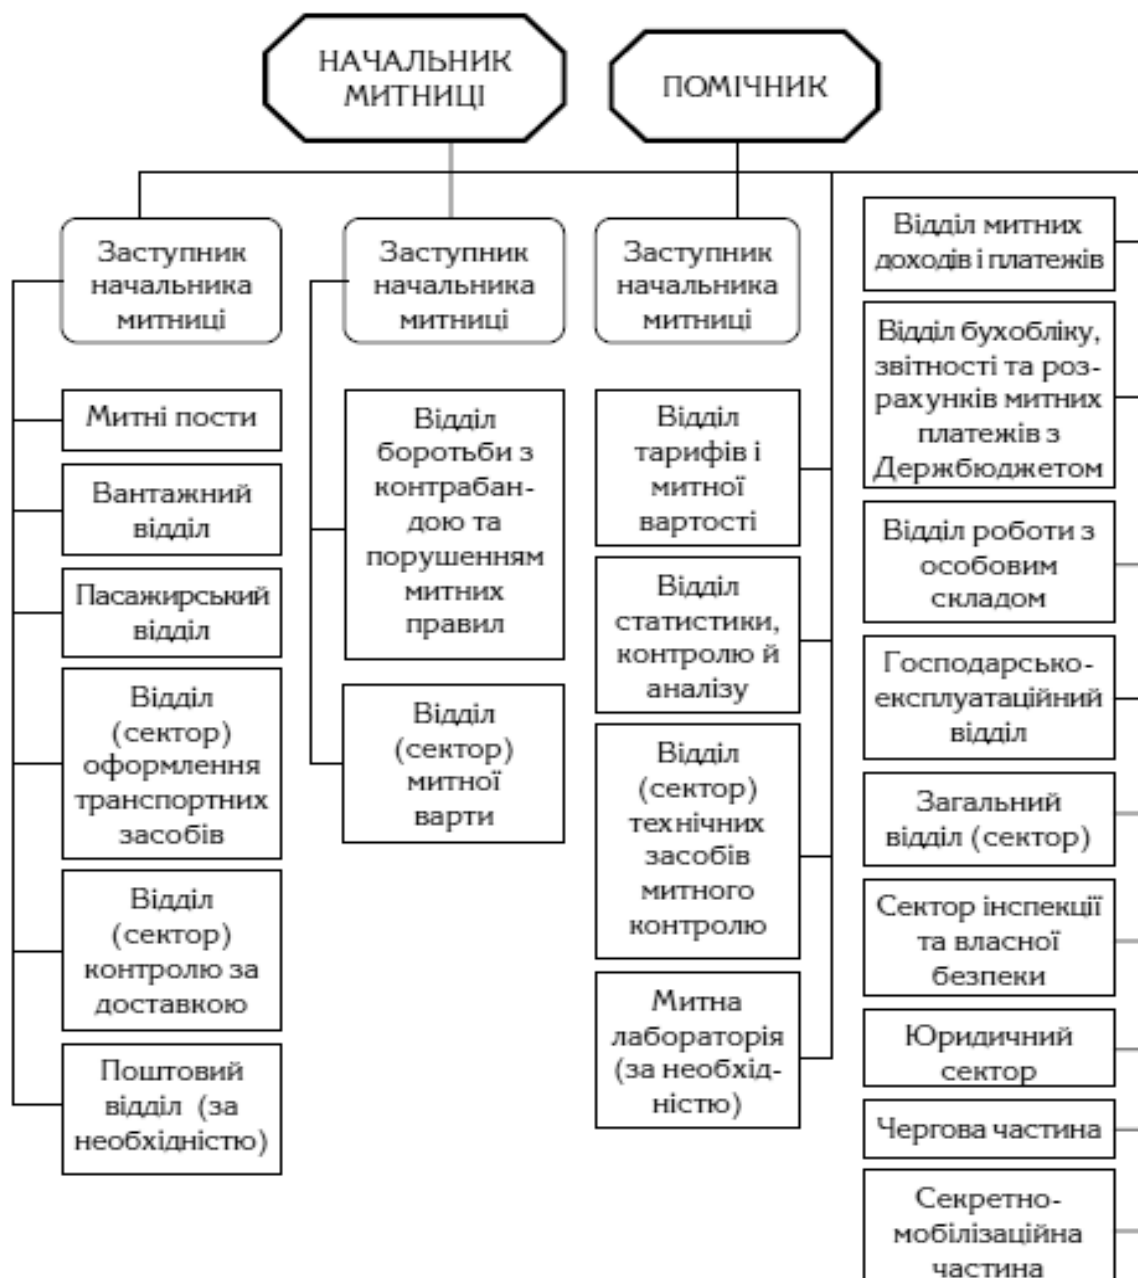 НАЧАЛЬНИК
МИТНИЦІ
ПОМІЧНИК
Заступник
начальника
митниці
Заступник
начальника
митниці
Заступник
начальника
митниці
Митні пости
Вантажний
відділ
Пасажирський
відділ
Відділ
(сектор)
оформлення
транспортних
засобів
Відділ
(сектор)
контролю за
доставкою
Поштовий
відділ (за
необхідністю)
Відділ
боротьби з
контрабан-
дою та
порушенням
митних
правил
Відділ
(сектор)
митної
варти
Відділ
тарифів і
митної
вартості
Відділ
статистики,
контролю й
аналізу
Відділ
(сектор)
технічних
засобів
митного
контролю
Митна
лабораторія
(за необхід-
ністю)
Відділ митних
доходів і платежів
Відділ бухобліку,
звітності та роз-
рахунків митних
платежів з
Держбюджетом
Відділ роботи з
особовим
складом
Господарсько-
експлуатаційний
відділ
Загальний
відділ (сектор)
Сектор інспекції
та власної
безпеки
Юридичний
сектор
Чергова частина
Секретно-
мобілізаційна
частина